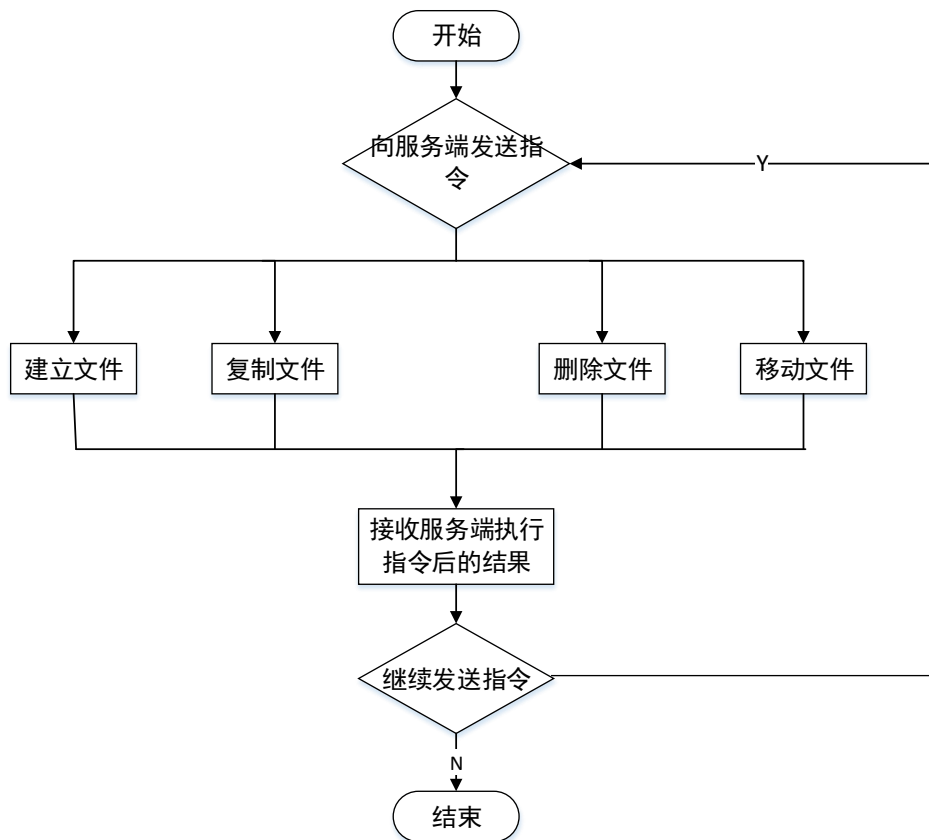 开始
向服务端发送指
令
Y
建立文件
复制文件
删除文件
移动文件
接收服务端执行
指令后的结果
继续发送指令
N
结束